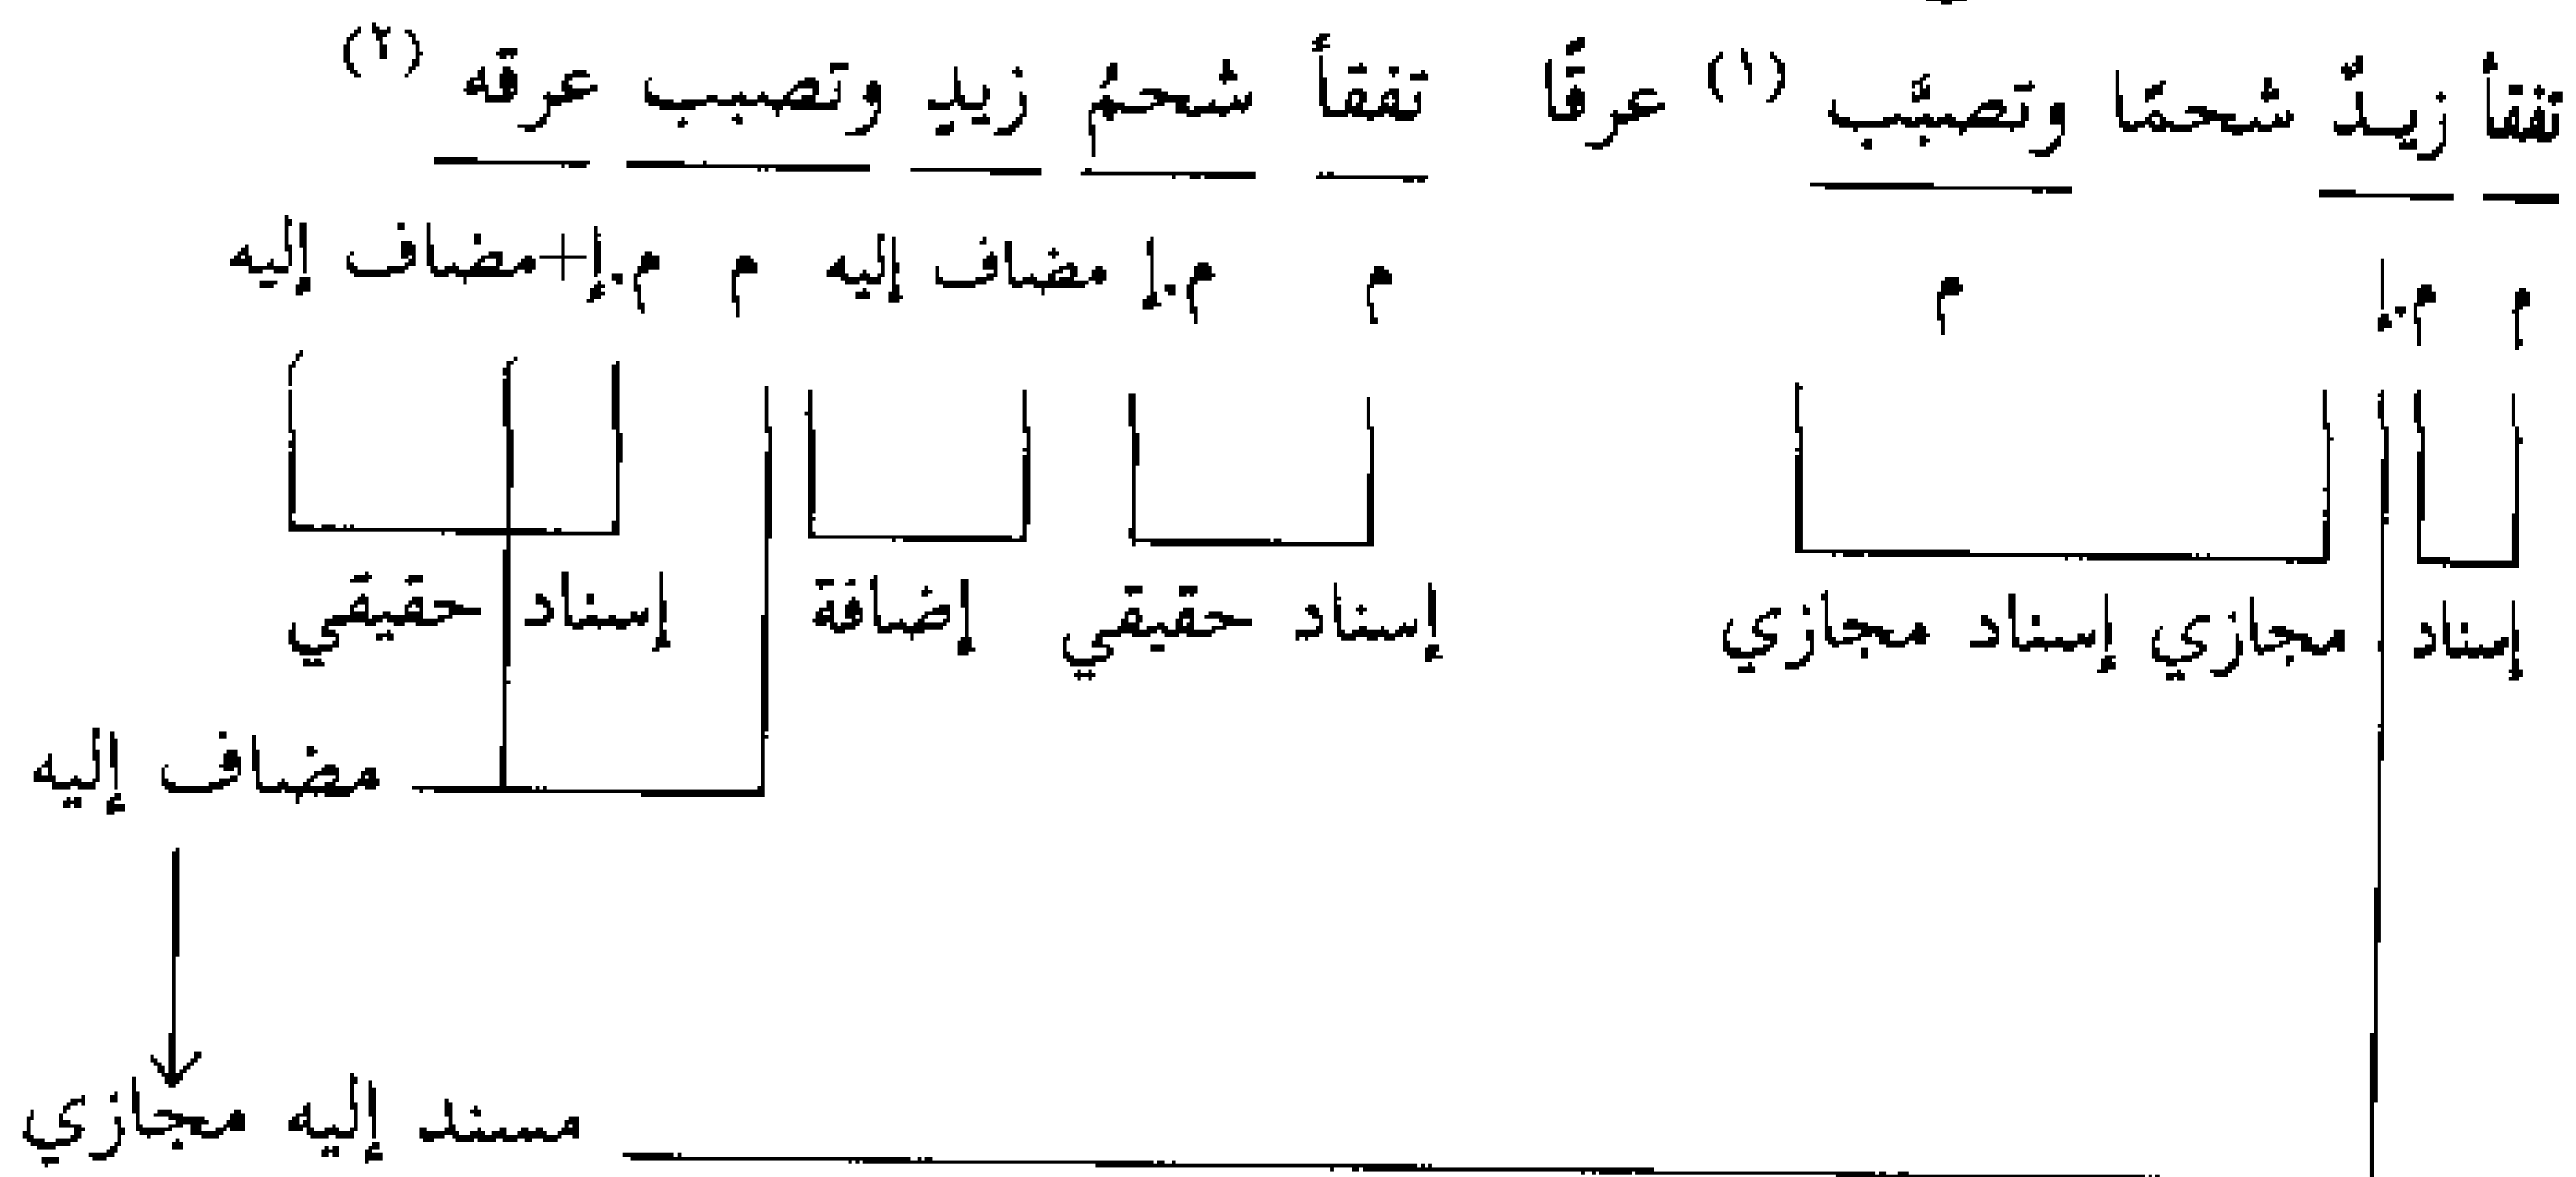 تفقأ زيدٌ شحمًا وتصبَّب (١) عرقًا تفقأ شحمُ زيدٍ وتصبب عرقه (٢)
م م.إ م م م.إ مضاف إليه م م.إ+مضاف إليه
إسناد مجازي إسناد مجازي إسناد حقيقي إضافة إسناد حقيقي
مضاف إليه
مسند إليه مجازي